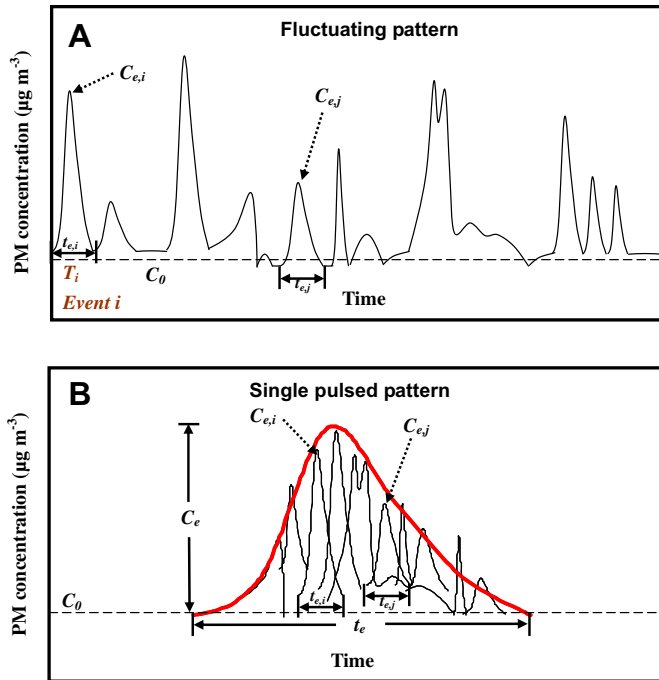 A
Fluctuating pattern
PM concentration (µg m-3)
Ce,i
Ce,j
te,i
Ti
C0
te,j
Event i
Time
B
Single pulsed pattern
PM concentration (µg m-3)
Ce,i
Ce,j
Ce
C0
te,i
te,j
te
Time